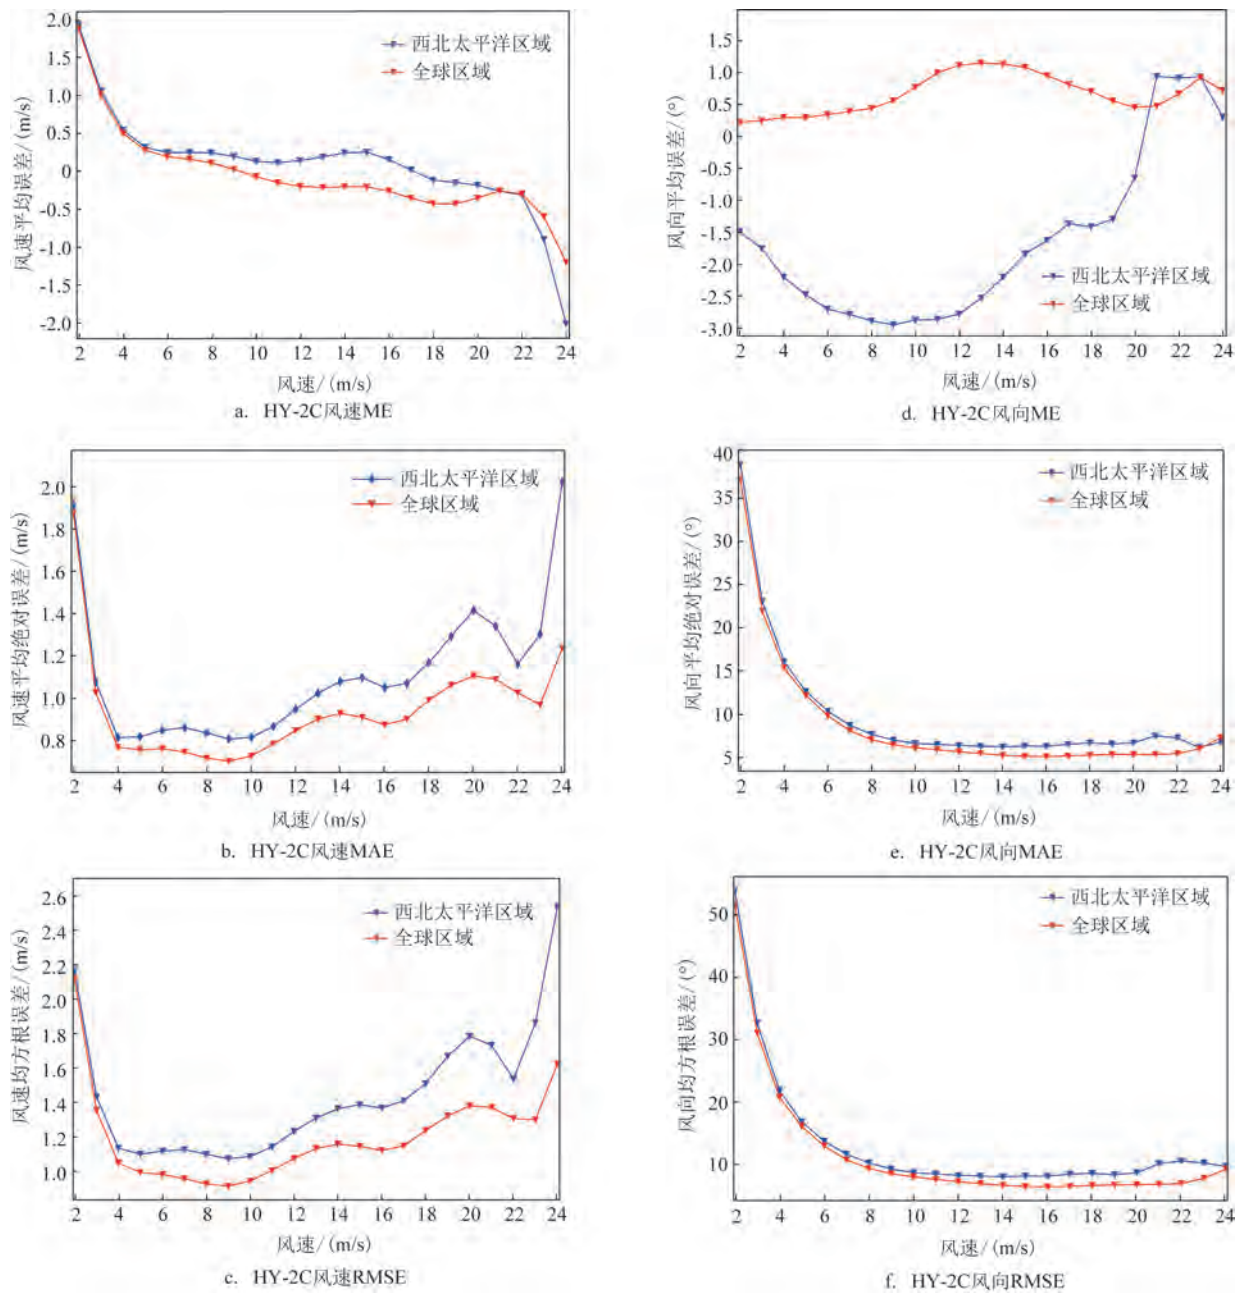 2.0
1.5
1.0
0.5
0
-0.5
-1.0
-1.5
-2.0
风速平均误差/(m/s)
西北太平洋区域
全球区域
2 4 6 8 10 12 14 16 18 20 22 24
风速/(m/s)
a. HY-2C风速ME
1.5
1.0
0.5
0
-0.5
-1.0
-1.5
-2.0
-2.5
-3.0
风向平均误差/(°)
西北太平洋区域
全球区域
2 4 6 8 10 12 14 16 18 20 22 24
风速/(m/s)
d. HY-2C风向ME
2.0
1.8
1.6
1.4
1.2
1.0
0.8
风速平均绝对误差/(m/s)
西北太平洋区域
全球区域
2 4 6 8 10 12 14 16 18 20 22 24
风速/(m/s)
b. HY-2C风速MAE
40
35
30
25
20
15
10
5
风向平均绝对误差/(°)
西北太平洋区域
全球区域
2 4 6 8 10 12 14 16 18 20 22 24
风速/(m/s)
e. HY-2C风向MAE
2.6
2.4
2.2
2.0
1.8
1.6
1.4
1.2
1.0
风速均方根误差/(m/s)
西北太平洋区域
全球区域
2 4 6 8 10 12 14 16 18 20 22 24
风速/(m/s)
c. HY-2C风速RMSE
50
40
30
20
10
风向均方根误差/(°)
西北太平洋区域
全球区域
2 4 6 8 10 12 14 16 18 20 22 24
风速/(m/s)
f. HY-2C风向RMSE